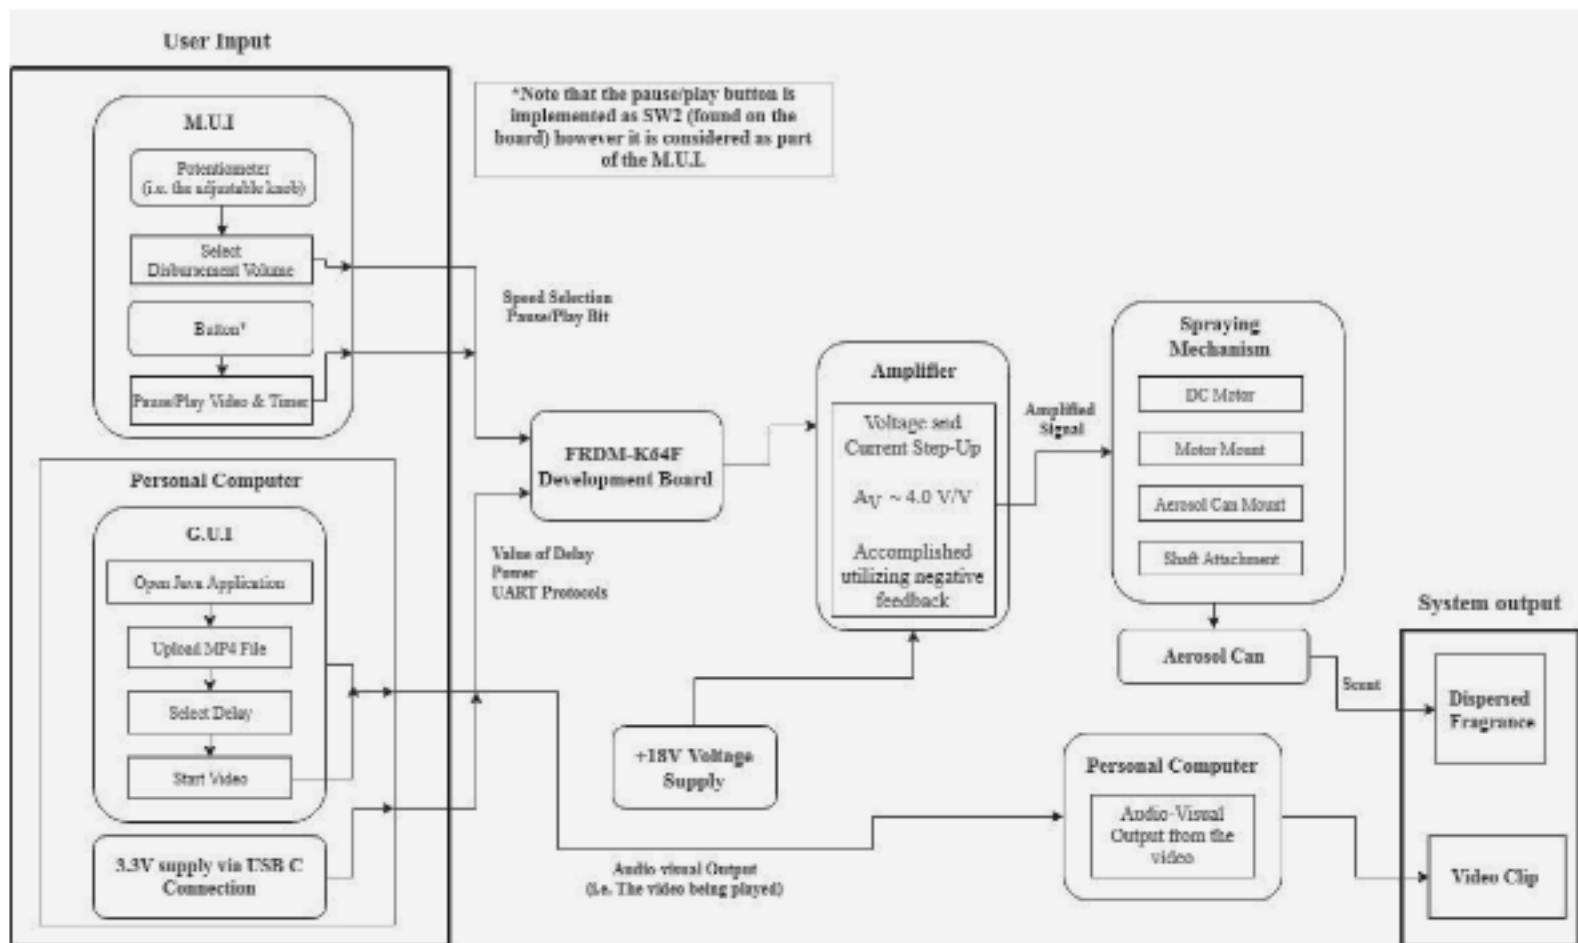 User Input
M.U.I
Potentiometer
(i.e. the adjustable knob)
Select
Disbursement Volume
Button*
Pause/Play Video & Timer
*Note that the pause/play button is
implemented as SW2 (found on the
board) however it is considered as part
of the M.U.I.
Speed Selection
Pause/Play Bit
Personal Computer
G.U.I
Open Java Application
Upload MP4 File
Select Delay
Start Video
3.3V supply via USB C
Connection
FRDM-K64F
Development Board
Value of Delay
Power
UART Protocols
Amplifier
Voltage and
Current Step-Up
AV ~ 4.0 V/V
Accomplished
utilizing negative
feedback
Amplified
Signal
+18V Voltage
Supply
Spraying
Mechanism
DC Motor
Motor Mount
Aerosol Can Mount
Shaft Attachment
Aerosol Can
Scent
Audio visual Output
(i.e. The video being played)
Personal Computer
Audio-Visual
Output from the
video
System output
Dispersed
Fragrance
Video Clip